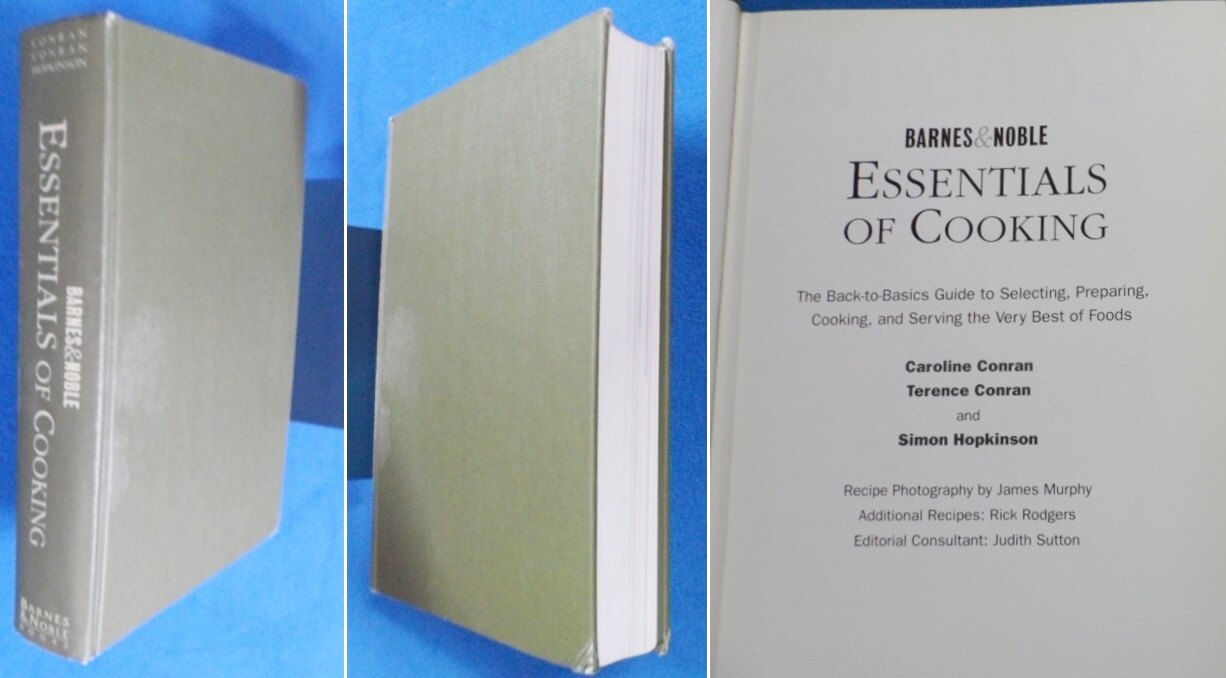 CONRAN
CONRAN
HOPKINSON
BARNES&NOBLE
ESSENTIALS OF COOKING
BARNES
&NOBLE
BOOKS
BARNES&NOBLE
ESSENTIALS
OF COOKING
The Back-to-Basics Guide to Selecting, Preparing,
Cooking, and Serving the Very Best of Foods
Caroline Conran
Terence Conran
and
Simon Hopkinson
Recipe Photography by James Murphy
Additional Recipes: Rick Rodgers
Editorial Consultant: Judith Sutton